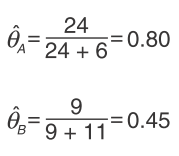 θ̂_A = 24 / (24 + 6) = 0.80
θ̂_B = 9 / (9 + 11) = 0.45